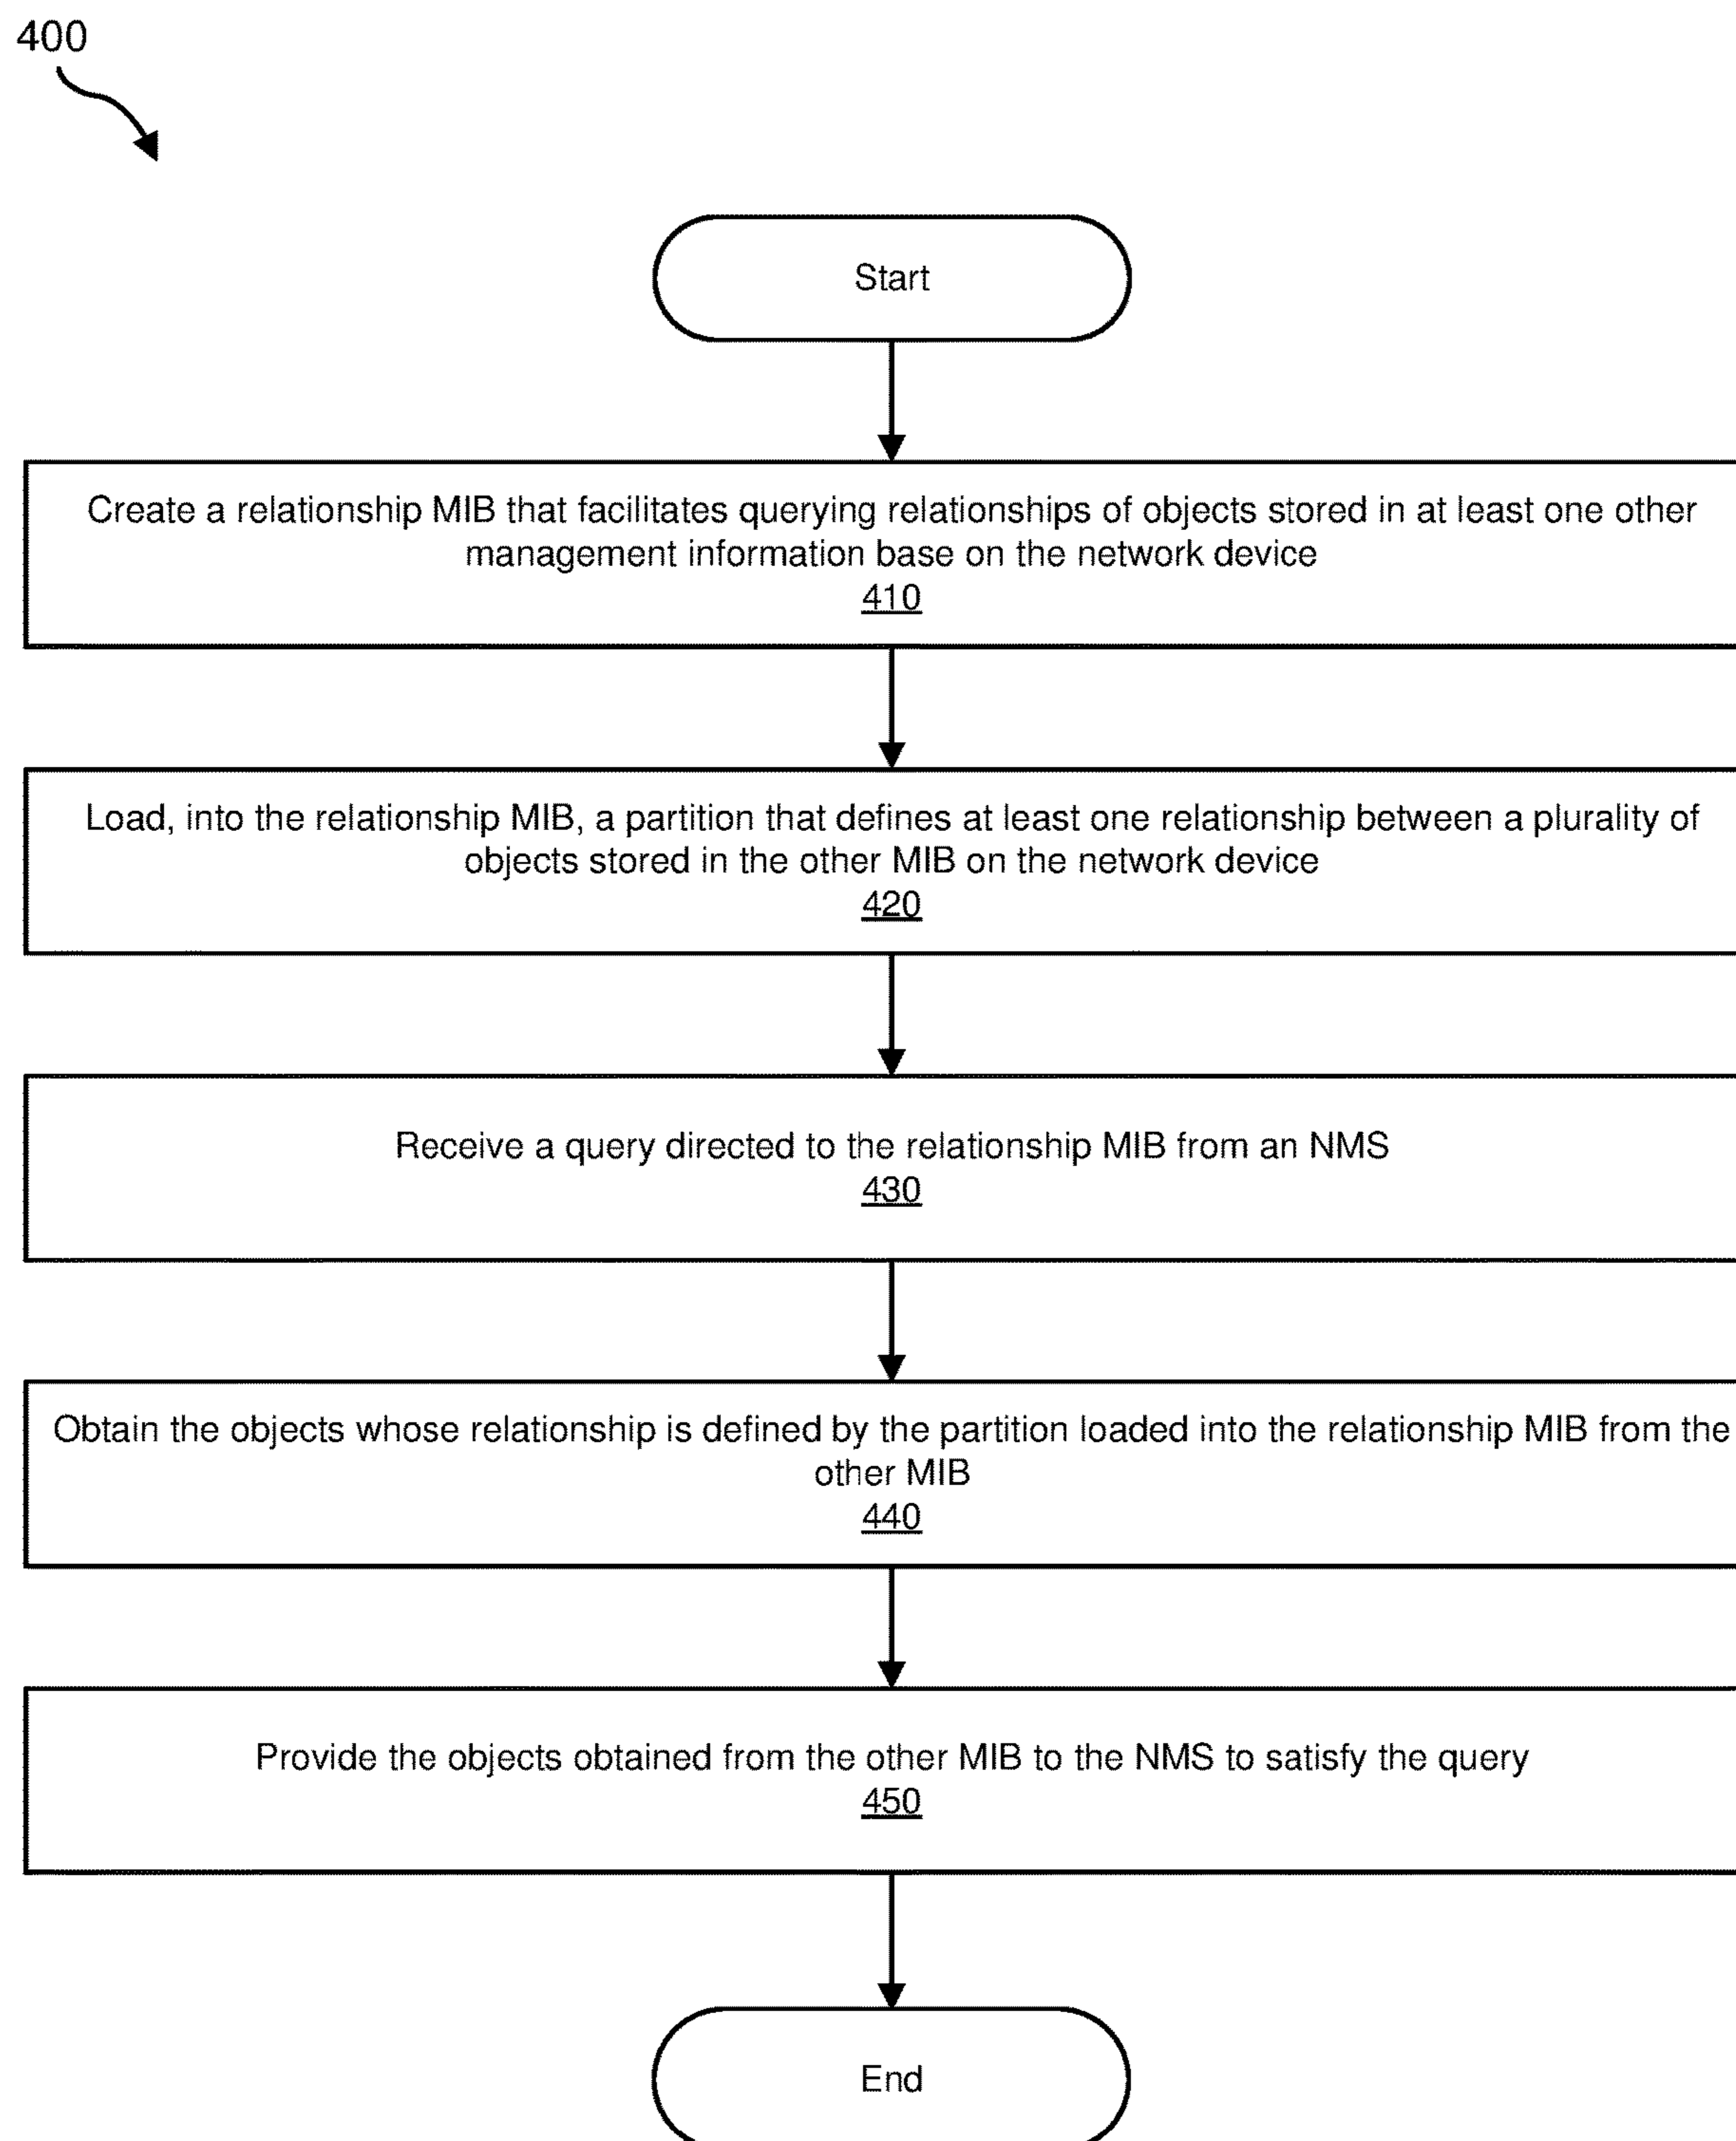 400
Start
Create a relationship MIB that facilitates querying relationships of objects stored in at least one other
management information base on the network device
410
Load, into the relationship MIB, a partition that defines at least one relationship between a plurality of
objects stored in the other MIB on the network device
420
Receive a query directed to the relationship MIB from an NMS
430
Obtain the objects whose relationship is defined by the partition loaded into the relationship MIB from the
other MIB
440
Provide the objects obtained from the other MIB to the NMS to satisfy the query
450
End